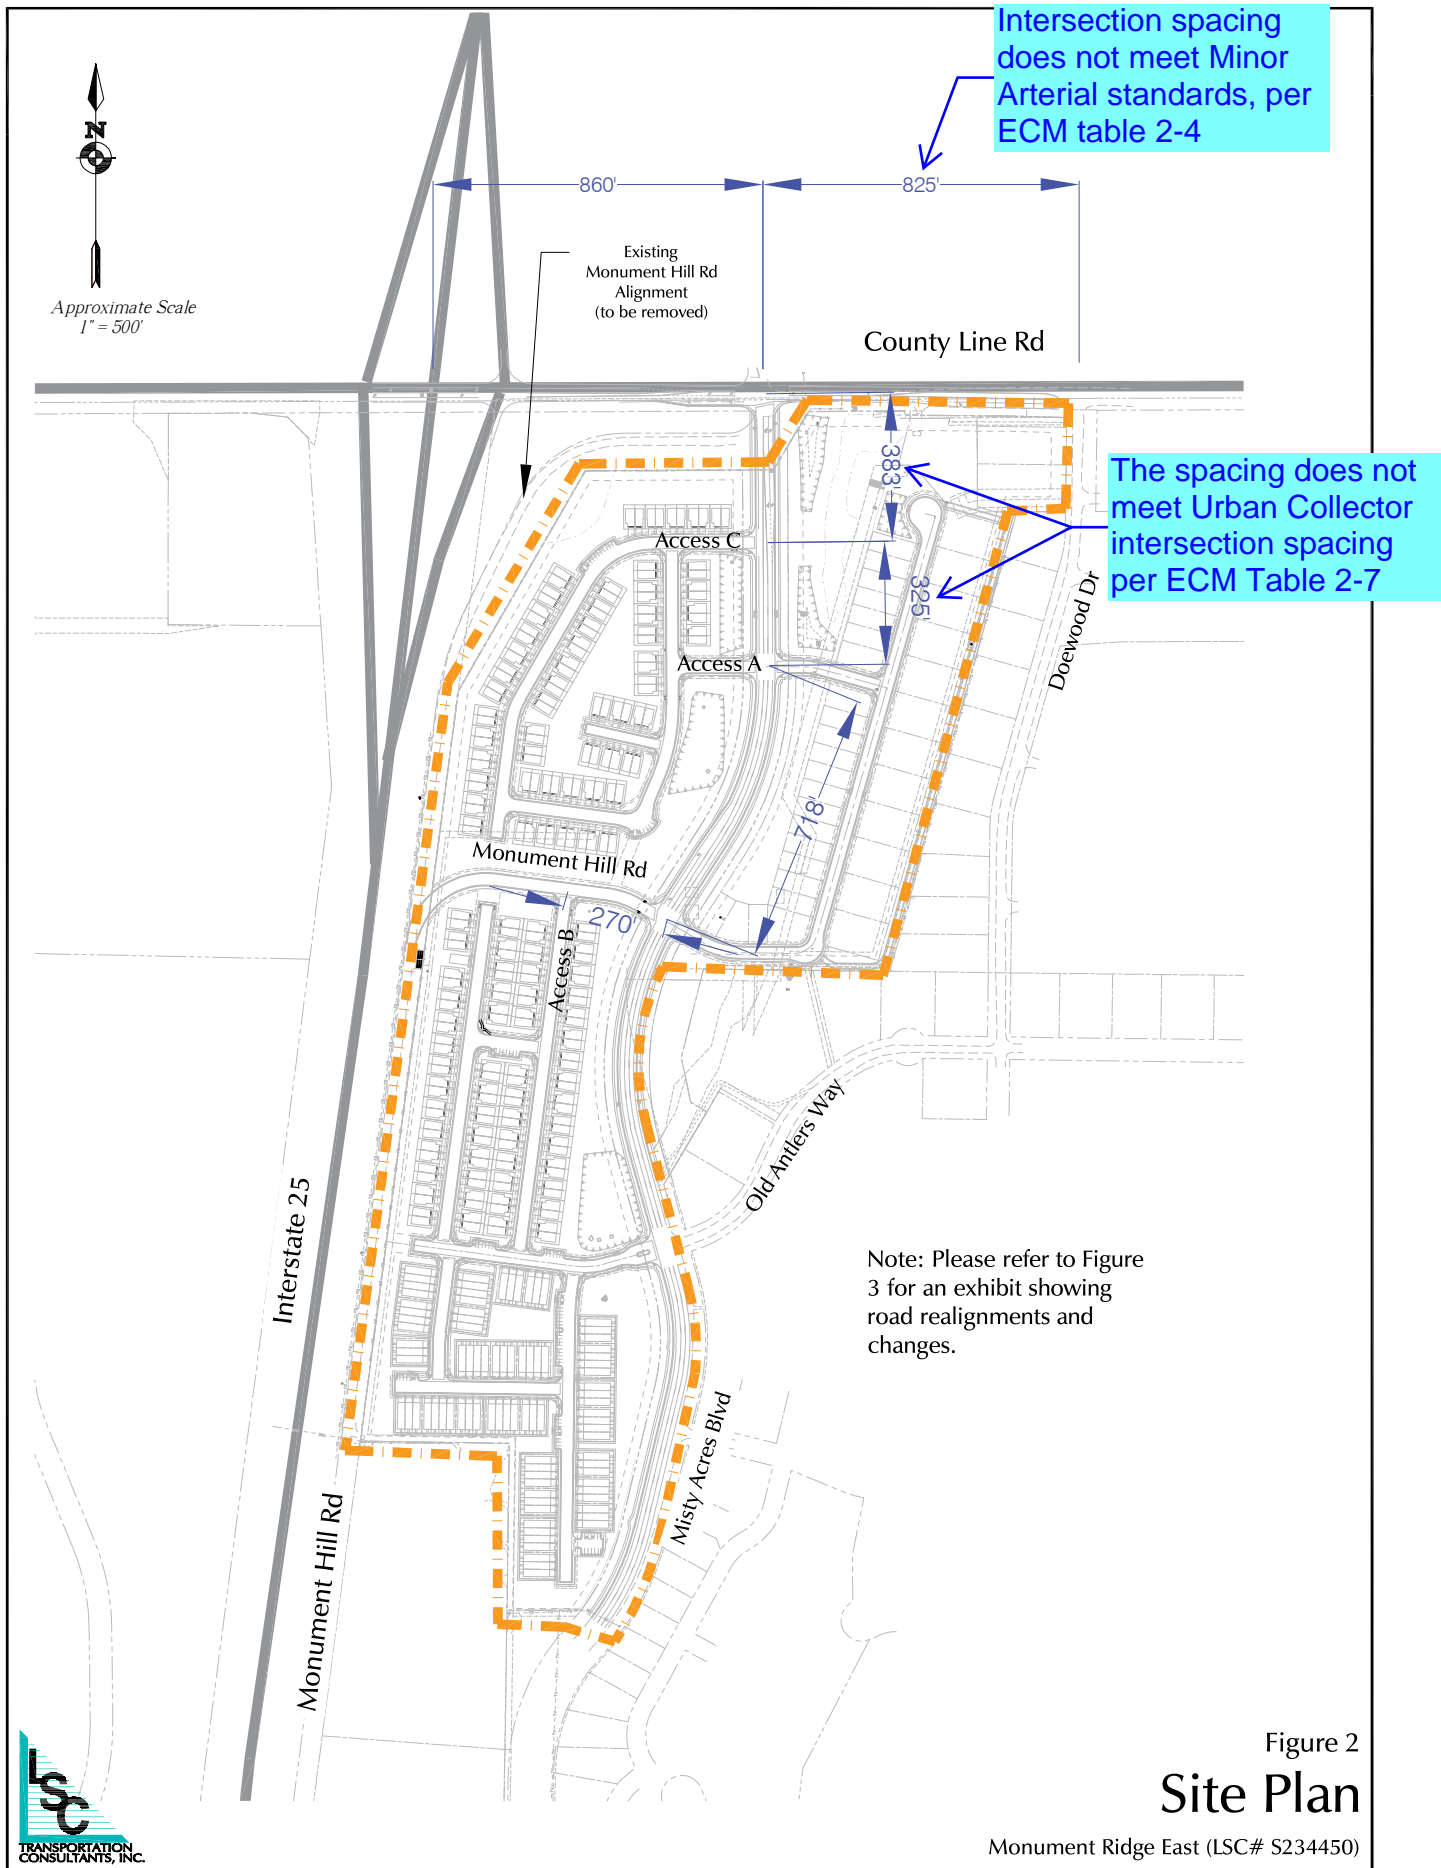 Intersection spacing
does not meet Minor
Arterial standards, per
ECM table 2-4
N
860'
825'
Existing
Monument Hill Rd
Alignment
(to be removed)
Approximate Scale
1" = 500'
County Line Rd
383'
The spacing does not
meet Urban Collector
intersection spacing
per ECM Table 2-7
Access C
325'
Doewood Dr
Access A
718'
Monument Hill Rd
270'
Access B
Old Antlers Way
Interstate 25
Note: Please refer to Figure
3 for an exhibit showing
road realignments and
changes.
Misty Acres Blvd
Monument Hill Rd
Figure 2
Site Plan
Monument Ridge East (LSC# S234450)
LSC
TRANSPORTATION
CONSULTANTS, INC.